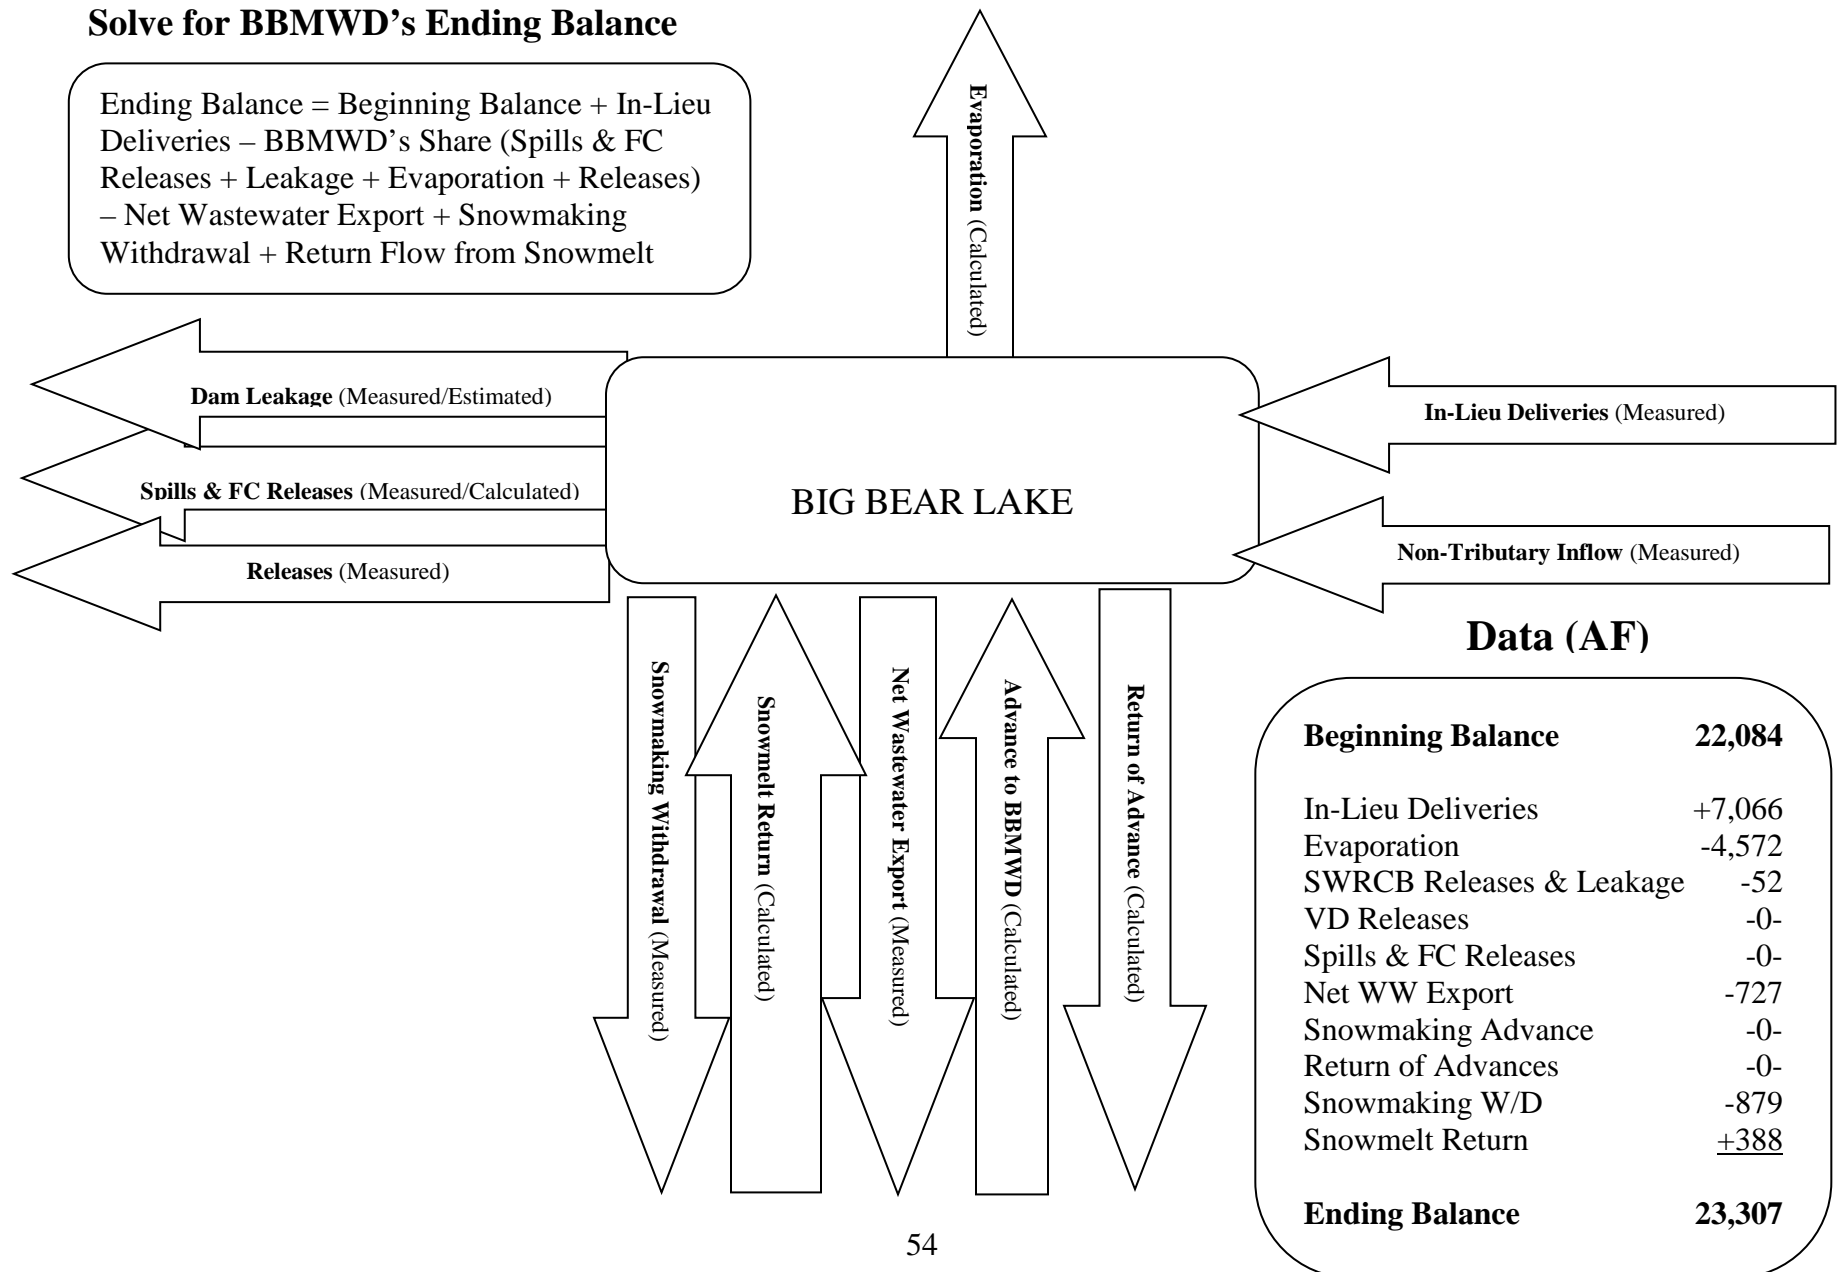 Solve for BBMWD’s Ending Balance
Ending Balance = Beginning Balance + In-Lieu
Deliveries – BBMWD’s Share (Spills & FC
Releases + Leakage + Evaporation + Releases)
– Net Wastewater Export + Snowmaking
Withdrawal + Return Flow from Snowmelt
Evaporation (Calculated)
Dam Leakage (Measured/Estimated)
Spills & FC Releases (Measured/Calculated)
Releases (Measured)
BIG BEAR LAKE
In-Lieu Deliveries (Measured)
Non-Tributary Inflow (Measured)
Snowmaking Withdrawal (Measured)
Snowmelt Return (Calculated)
Net Wastewater Export (Measured)
Advance to BBMWD (Calculated)
Return of Advance (Calculated)
Data (AF)
Beginning Balance 22,084
In-Lieu Deliveries +7,066
Evaporation -4,572
SWRCB Releases & Leakage -52
VD Releases -0-
Spills & FC Releases -0-
Net WW Export -727
Snowmaking Advance -0-
Return of Advances -0-
Snowmaking W/D -879
Snowmelt Return +388
Ending Balance 23,307
54